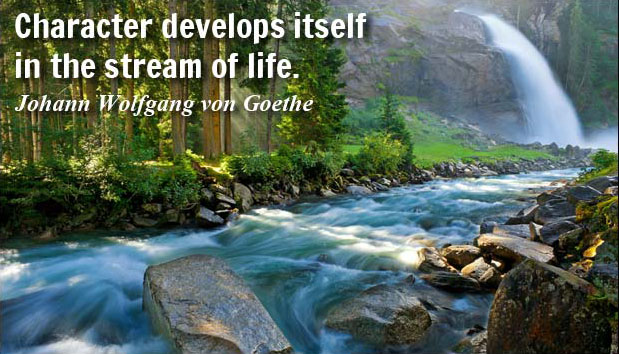 Character develops itself
in the stream of life.
Johann Wolfgang von Goethe